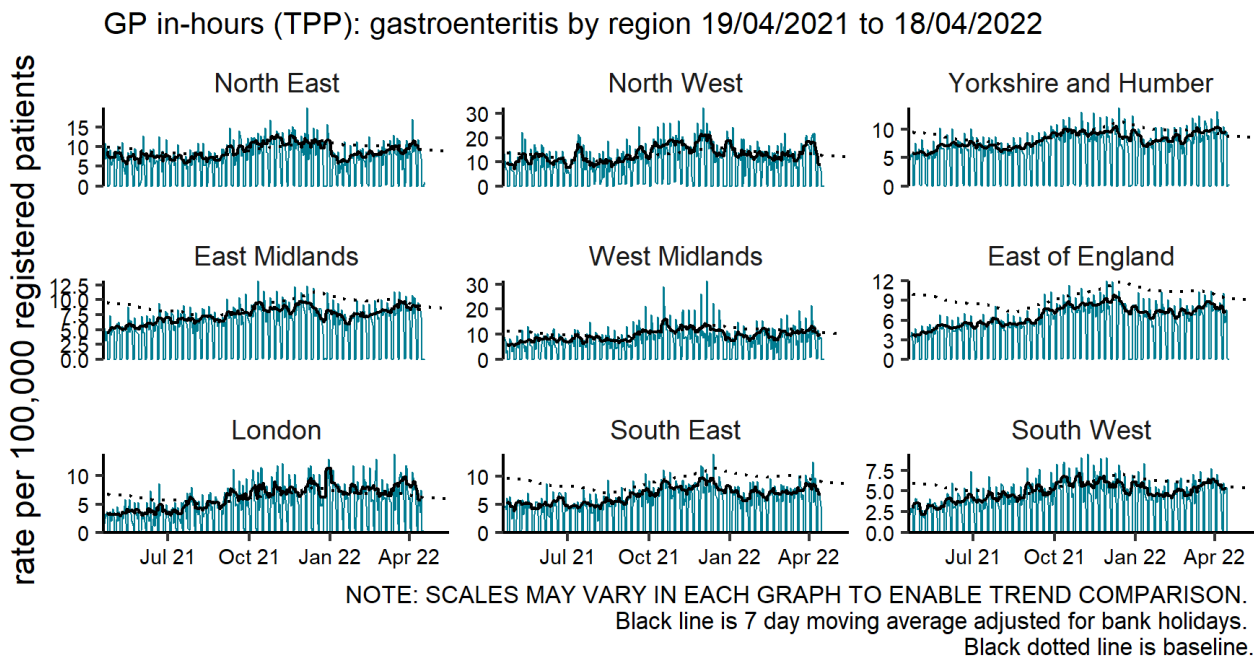 GP in-hours (TPP): gastroenteritis by region 19/04/2021 to 18/04/2022
rate per 100,000 registered patients
North East
15
10
5
0
North West
30
20
10
0
Yorkshire and Humber
10
5
0
East Midlands
12.5
10.0
7.5
5.0
2.5
0.0
West Midlands
30
20
10
0
East of England
12
9
6
3
0
London
10
5
0
South East
10
5
0
South West
7.5
5.0
2.5
0.0
Jul 21 Oct 21 Jan 22 Apr 22
Jul 21 Oct 21 Jan 22 Apr 22
Jul 21 Oct 21 Jan 22 Apr 22
NOTE: SCALES MAY VARY IN EACH GRAPH TO ENABLE TREND COMPARISON.
Black line is 7 day moving average adjusted for bank holidays.
Black dotted line is baseline.